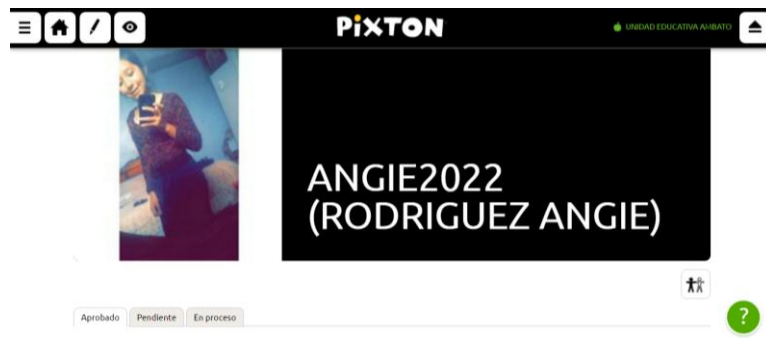 PiXTON
UNIDAD EDUCATIVA AMBATO
ANGIE2022
(RODRIGUEZ ANGIE)
Aprobado
Pendiente
En proceso
?